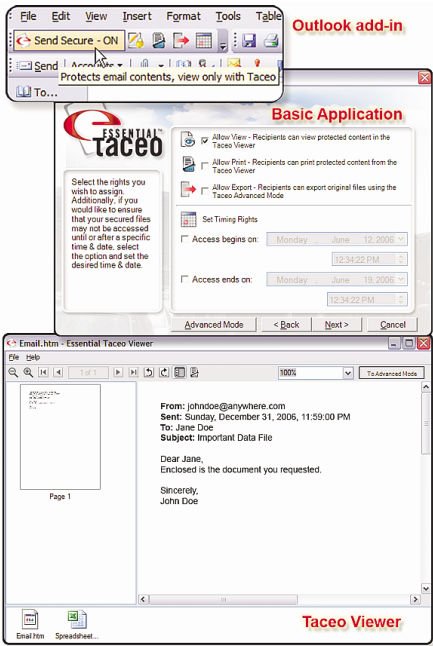 File Edit View Insert Format Tools Table
Outlook add-in
Send Secure - ON
Send Accounts
Protects email contents, view only with Taceo
To...
Basic Application
ESSENTIAL™
taceo
Select the rights you
wish to assign.
Additionally, if you
would like to ensure
that your secured files
may not be accessed
until or after a specific
time & date, select
the option and set the
desired time & date.
Allow View - Recipients can view protected content in the
Taceo Viewer
Allow Print - Recipients can print protected content from the
Taceo Viewer
Allow Export - Recipients can export original files using the
Taceo Advanced Mode
Set Timing Rights
Access begins on: Monday , June 12, 2006
12:34:22 PM
Access ends on: Monday , June 19, 2006
12:34:22 PM
Advanced Mode < Back Next > Cancel
Email.htm - Essential Taceo Viewer
File Help
1 of 1 100% To Advanced Mode
Page 1
From: johndoe@anywhere.com
Sent: Sunday, December 31, 2006, 11:59:00 PM
To: Jane Doe
Subject: Important Data File
Dear Jane,
Enclosed is the document you requested.
Sincerely,
John Doe
Taceo Viewer
Email.htm Spreadsheet...